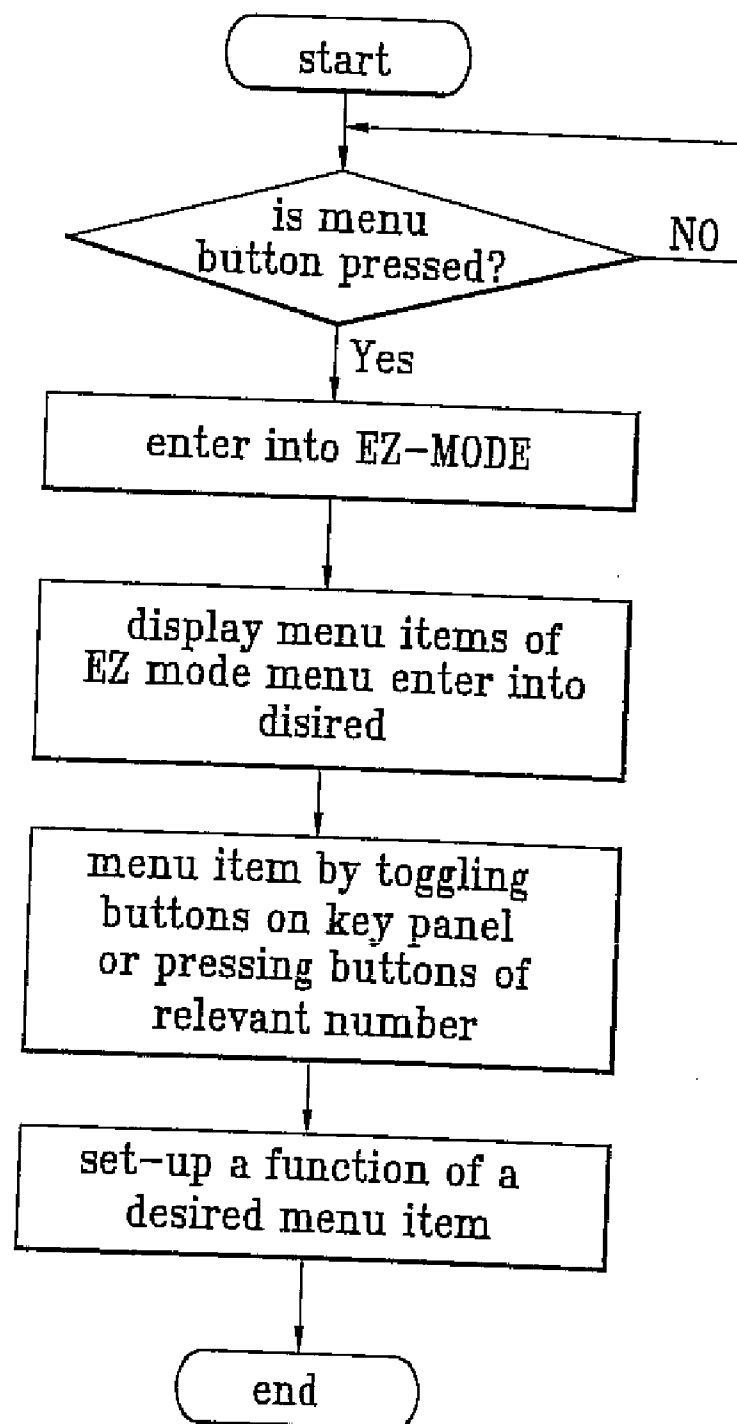 start
is menu
button pressed?
NO
Yes
enter into EZ-MODE
display menu items of
EZ mode menu enter into
disired
menu item by toggling
buttons on key panel
or pressing buttons of
relevant number
set-up a function of a
desired menu item
end